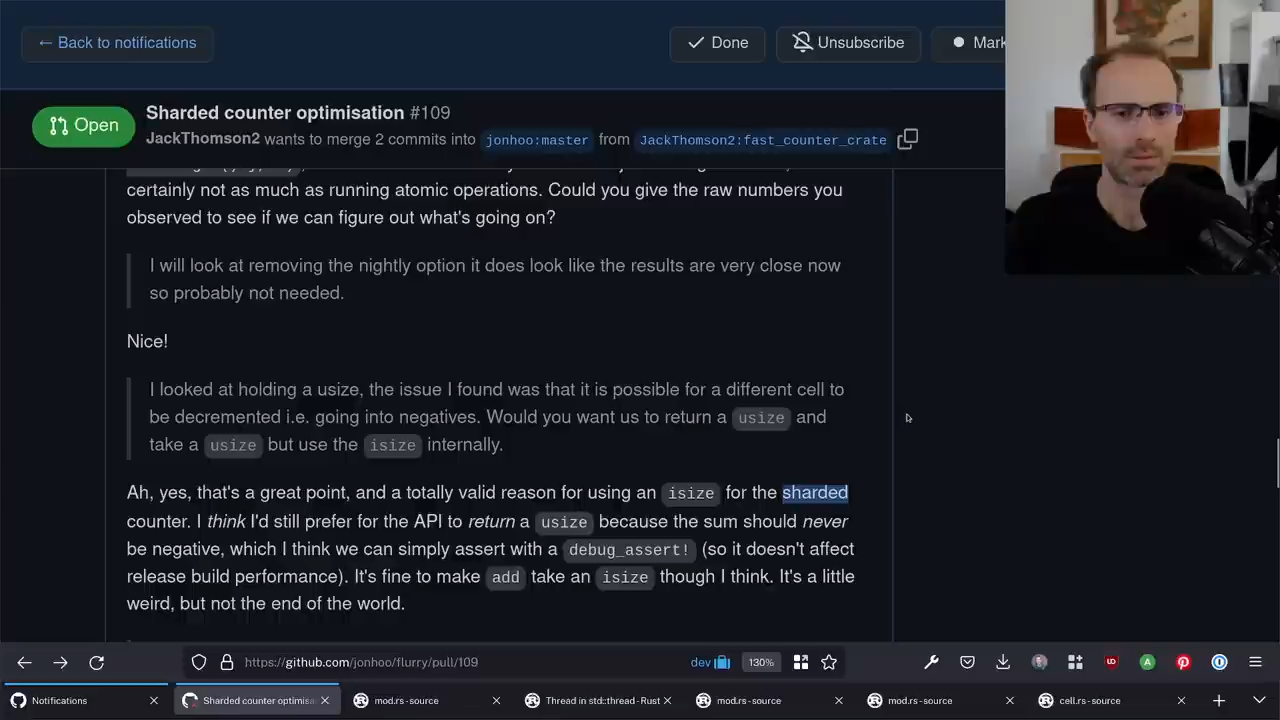 ← Back to notifications
Done
Unsubscribe
Mark
Open
Sharded counter optimisation #109
JackThomson2 wants to merge 2 commits into jonhoo:master from JackThomson2:fast_counter_crate
certainly not as much as running atomic operations. Could you give the raw numbers you
observed to see if we can figure out what's going on?
I will look at removing the nightly option it does look like the results are very close now
so probably not needed.
Nice!
I looked at holding a usize, the issue I found was that it is possible for a different cell to
be decremented i.e. going into negatives. Would you want us to return a usize and
take a usize but use the isize internally.
Ah, yes, that's a great point, and a totally valid reason for using an isize for the sharded
counter. I think I'd still prefer for the API to return a usize because the sum should never
be negative, which I think we can simply assert with a debug_assert! (so it doesn't affect
release build performance). It's fine to make add take an isize though I think. It's a little
weird, but not the end of the world.
https://github.com/jonhoo/flurry/pull/109
dev
130%
Notifications
Sharded counter optimisa
mod.rs - source
Thread in std::thread - Rust
mod.rs - source
mod.rs - source
cell.rs - source